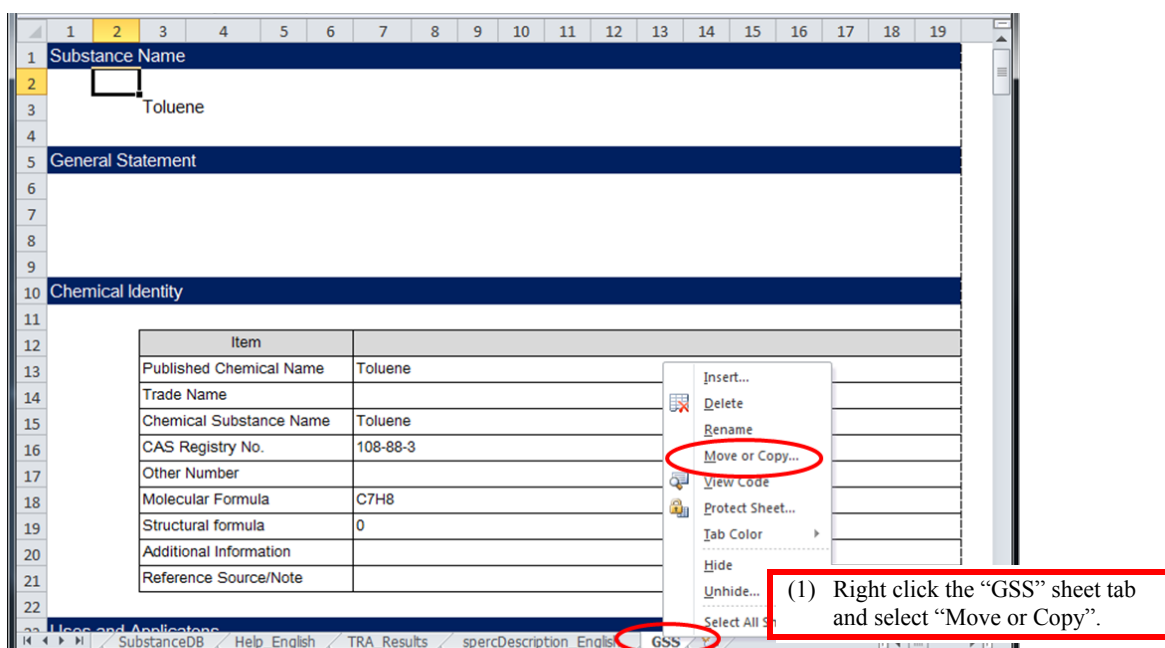 1 2 3 4 5 6 7 8 9 10 11 12 13 14 15 16 17 18 19
1 Substance Name
2
3 Toluene
4
5 General Statement
6
7
8
9
10 Chemical Identity
11
12 Item
13 Published Chemical Name Toluene
14 Trade Name
15 Chemical Substance Name Toluene
16 CAS Registry No. 108-88-3
17 Other Number
18 Molecular Formula C7H8
19 Structural formula 0
20 Additional Information
21 Reference Source/Note
22
Uses and Applicatons
Insert...
Delete
Rename
Move or Copy...
View Code
Protect Sheet...
Tab Color
Hide
Unhide...
Select All
(1) Right click the “GSS” sheet tab
and select “Move or Copy”.
SubstanceDB Help_English TRA_Results spercDescription_English GSS